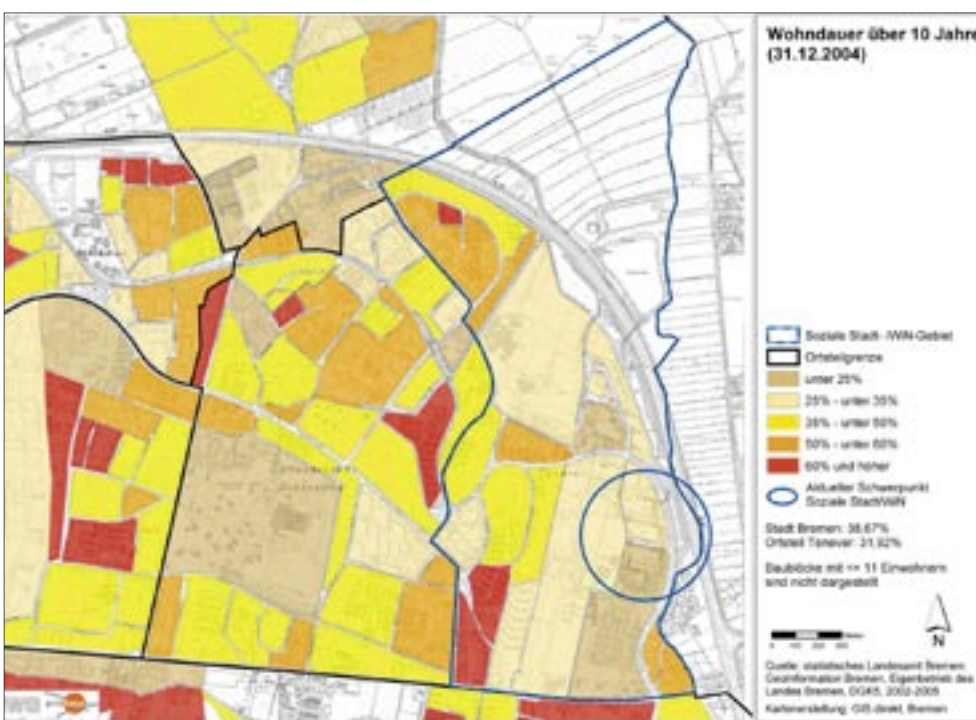 Wohndauer über 10 Jahre
(31.12.2004)
Soziale Stadt- /WiN-Gebiet
Ortsteilgrenze
unter 25%
25% - unter 35%
35% - unter 50%
50% - unter 60%
60% und höher
Aktueller Schwerpunkt
Soziale Stadt/WiN
Stadt Bremen: 38,67%
Ortsteil Tenever: 31,92%
Baublöcke mit <= 11 Einwohnern
sind nicht dargestellt
N
Quelle: statistisches Landesamt Bremen,
Geoinformation Bremen, Eigenbetrieb des
Landes Bremen, DGK5, 2002-2005
Kartenerstellung: GIS-direkt, Bremen